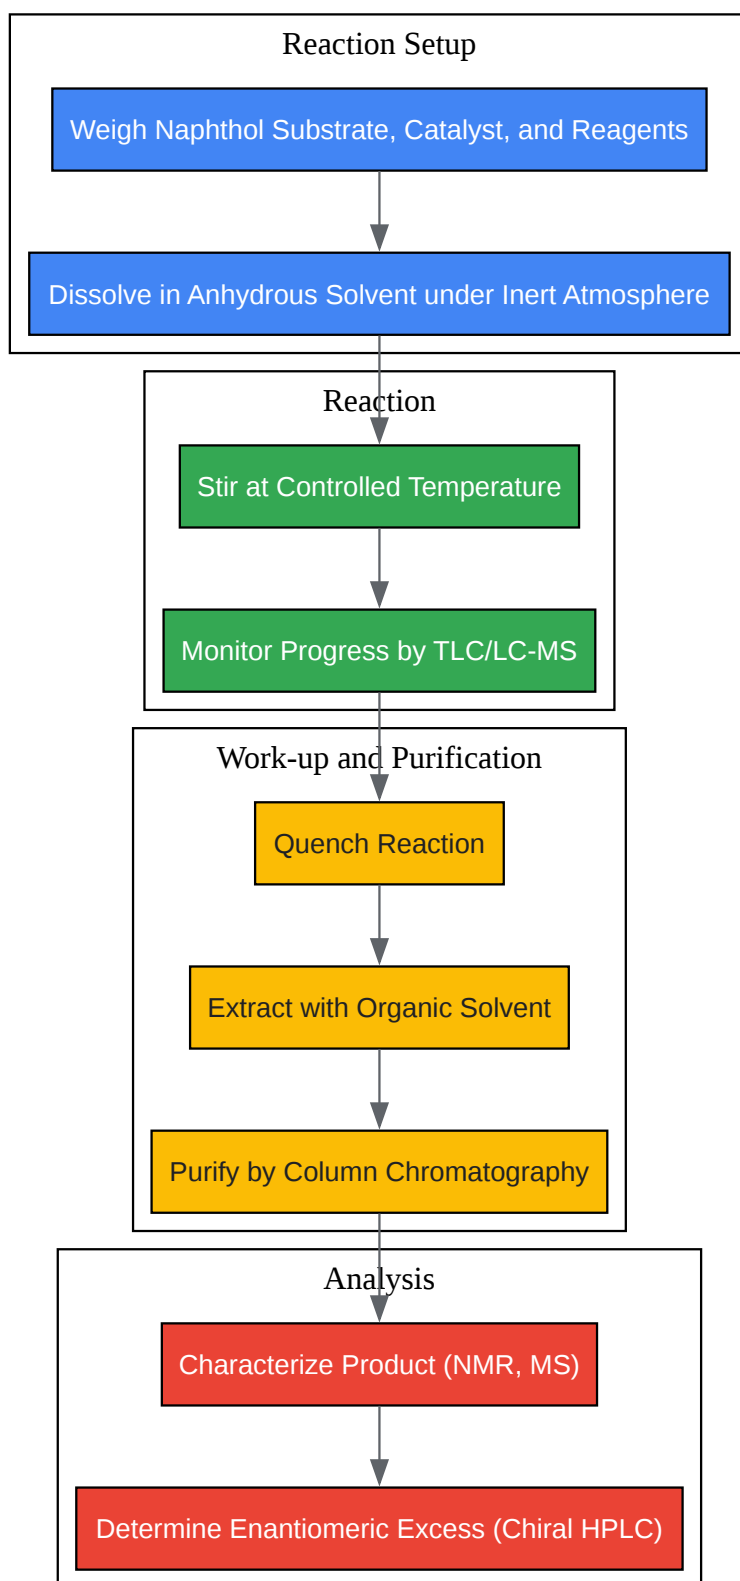 Reaction Setup
Weigh Naphthol Substrate, Catalyst, and Reagents
Dissolve in Anhydrous Solvent under Inert Atmosphere
Reaction
Stir at Controlled Temperature
Monitor Progress by TLC/LC-MS
Work-up and Purification
Quench Reaction
Extract with Organic Solvent
Purify by Column Chromatography
Analysis
Characterize Product (NMR, MS)
Determine Enantiomeric Excess (Chiral HPLC)